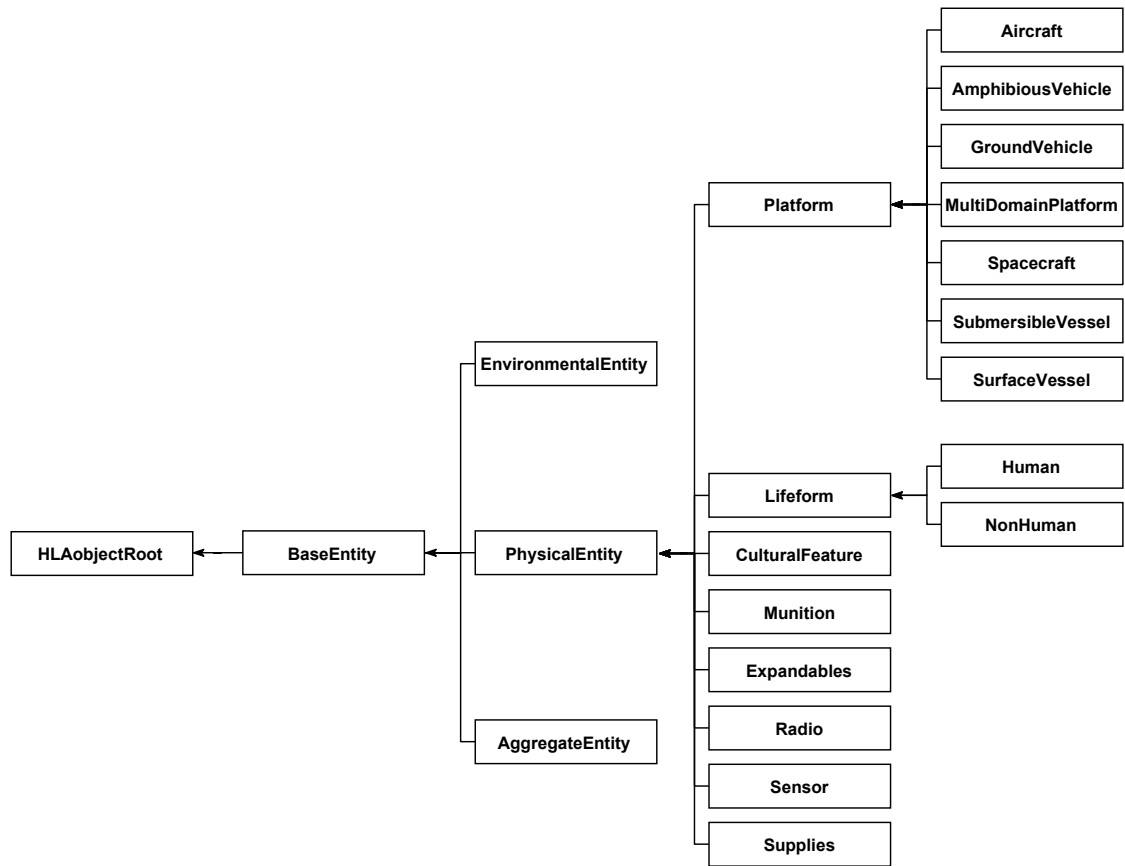 Aircraft
AmphibiousVehicle
GroundVehicle
Platform
MultiDomainPlatform
Spacecraft
SubmersibleVessel
EnvironmentalEntity
SurfaceVessel
Human
Lifeform
NonHuman
HLAobjectRoot
BaseEntity
PhysicalEntity
CulturalFeature
Munition
Expandables
Radio
AggregateEntity
Sensor
Supplies